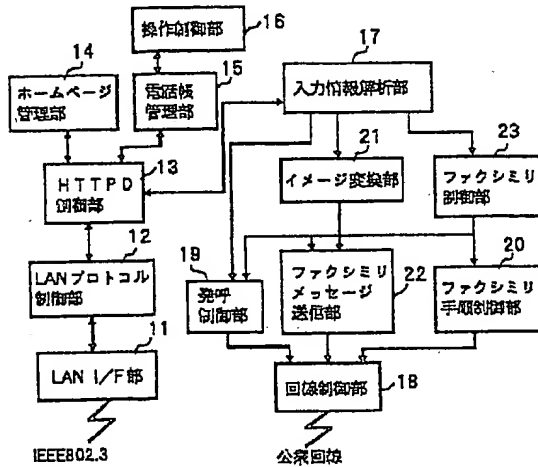 操作制御部
16
14
15
17
ホームページ
管理部
電話帳
管理部
入力情報解析部
13
21
23
HTTPD
制御部
イメージ変換部
ファクシミリ
制御部
12
19
20
LANプロトコル
制御部
発呼
制御部
ファクシミリ
メッセージ
送信部
22
ファクシミリ
手順制御部
11
LAN I/F部
回線制御部
18
IEEE802.3
公衆回線